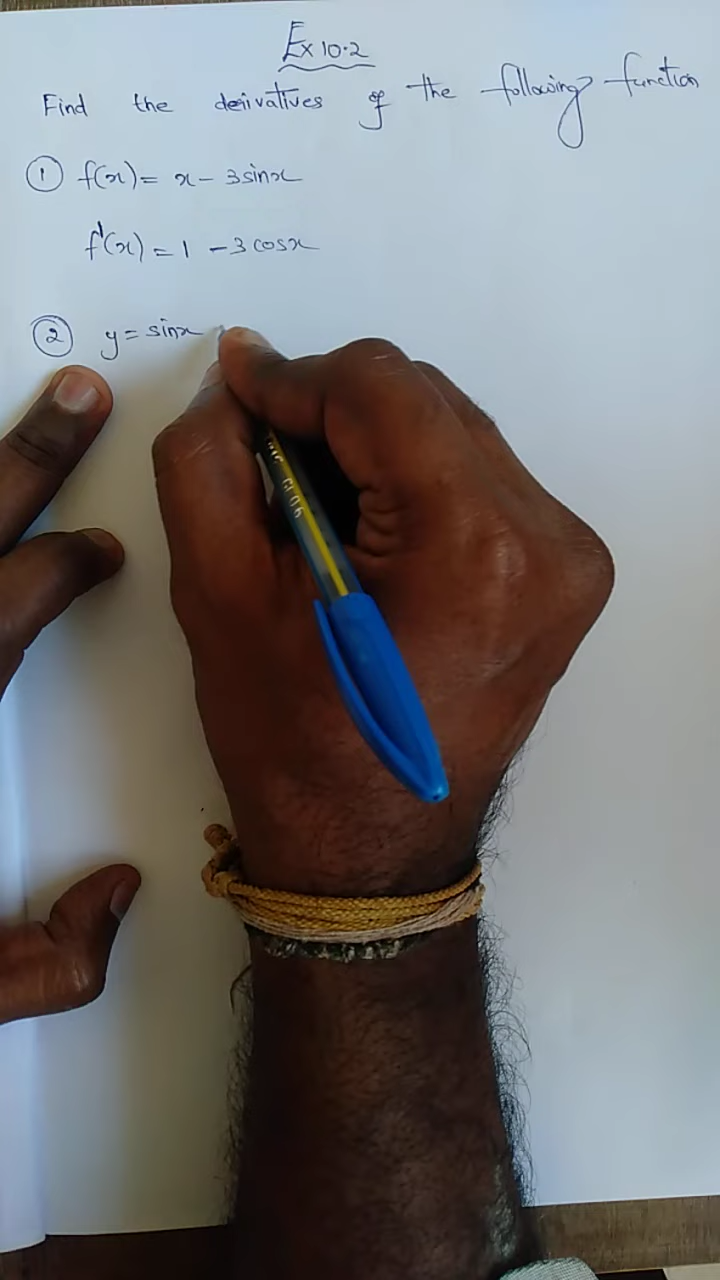 Ex 10.2
Find the derivatives of the following function
① f(x) = x - 3sinx
f'(x) = 1 - 3cosx
② y = sinx